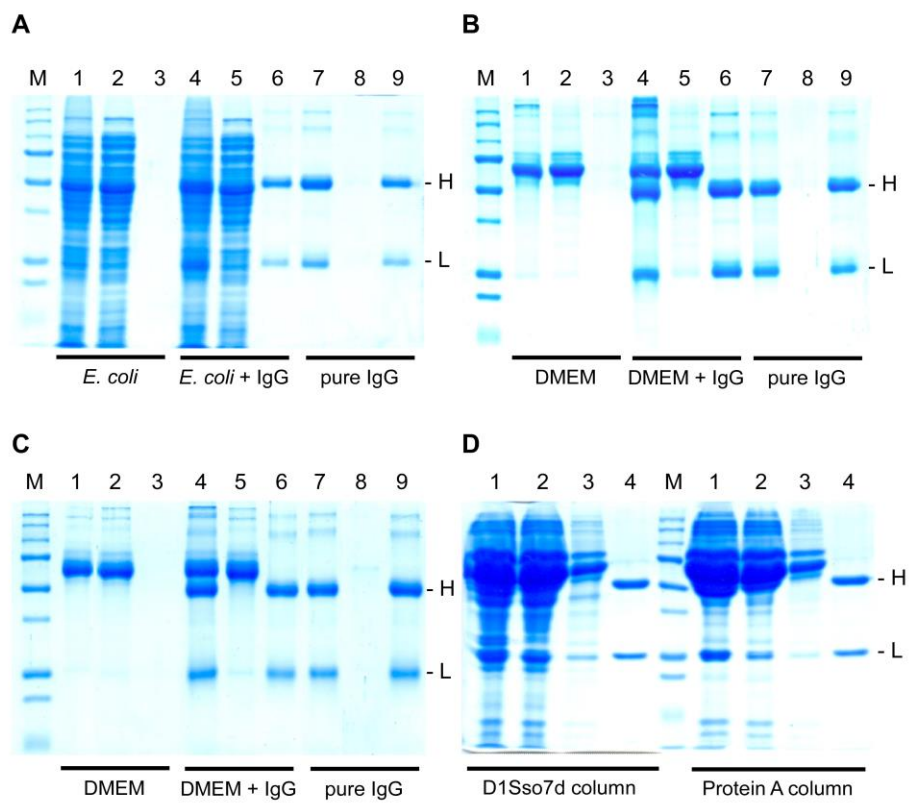 A
M 1 2 3 4 5 6 7 8 9
- H
- L
E. coli E. coli + IgG pure IgG
B
M 1 2 3 4 5 6 7 8 9
- H
- L
DMEM DMEM + IgG pure IgG
C
M 1 2 3 4 5 6 7 8 9
- H
- L
DMEM DMEM + IgG pure IgG
D
1 2 3 4 M 1 2 3 4
- H
- L
D1Sso7d column Protein A column